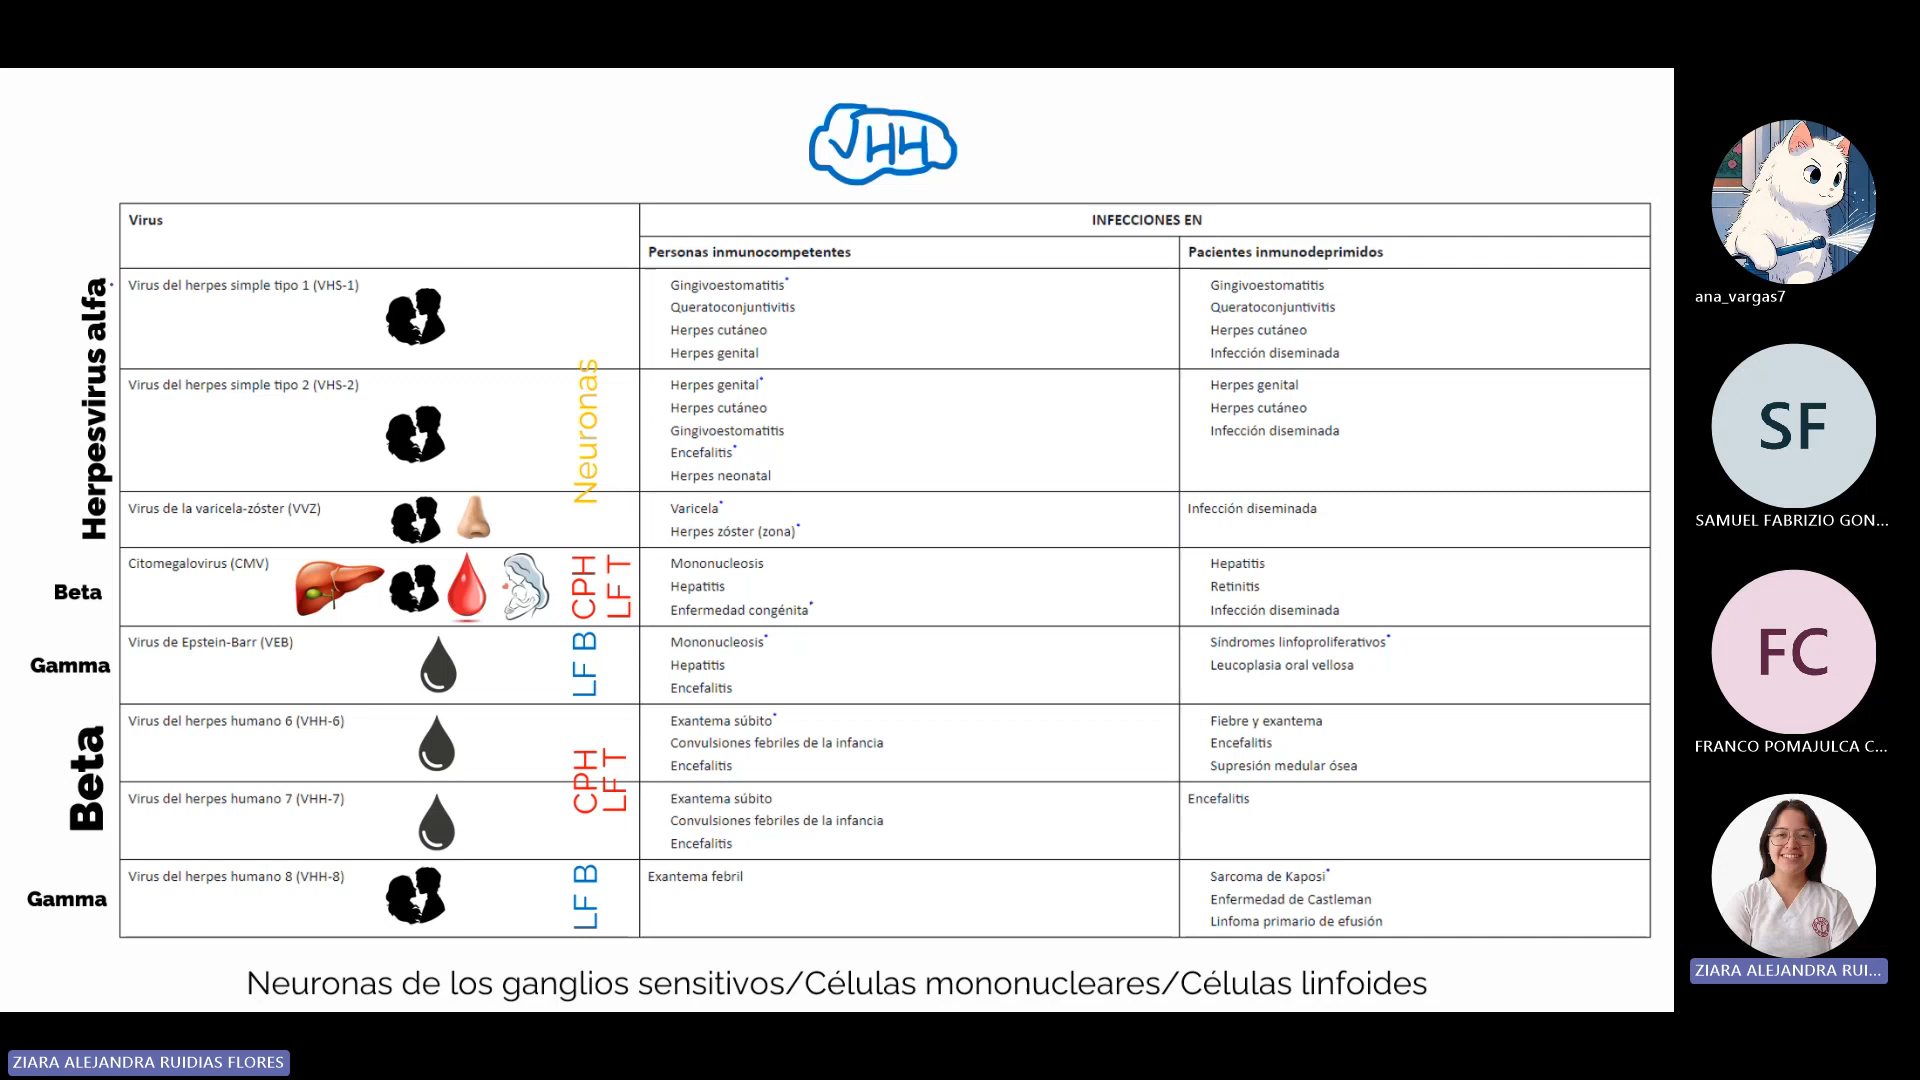 VHH
Virus
INFECCIONES EN
Personas inmunocompetentes
Pacientes inmunodeprimidos
Herpesvirus alfa
Virus del herpes simple tipo 1 (VHS-1)
Gingivoestomatitis*
Queratoconjuntivitis
Herpes cutáneo
Herpes genital
Gingivoestomatitis
Queratoconjuntivitis
Herpes cutáneo
Infección diseminada
Neuronas
Virus del herpes simple tipo 2 (VHS-2)
Herpes genital*
Herpes cutáneo
Gingivoestomatitis
Encefalitis*
Herpes neonatal
Herpes genital
Herpes cutáneo
Infección diseminada
Virus de la varicela-zóster (VVZ)
Varicela*
Herpes zóster (zona)*
Infección diseminada
Beta
Citomegalovirus (CMV)
CPH
LF T
Mononucleosis
Hepatitis
Enfermedad congénita*
Hepatitis
Retinitis
Infección diseminada
Gamma
Virus de Epstein-Barr (VEB)
LF B
Mononucleosis*
Hepatitis
Encefalitis
Síndromes linfoproliferativos*
Leucoplasia oral vellosa
Beta
Virus del herpes humano 6 (VHH-6)
CPH
LF T
Exantema súbito*
Convulsiones febriles de la infancia
Encefalitis
Fiebre y exantema
Encefalitis
Supresión medular ósea
Virus del herpes humano 7 (VHH-7)
Exantema súbito
Convulsiones febriles de la infancia
Encefalitis
Encefalitis
Gamma
Virus del herpes humano 8 (VHH-8)
LF B
Exantema febril
Sarcoma de Kaposi*
Enfermedad de Castleman
Linfoma primario de efusión
Neuronas de los ganglios sensitivos/Células mononucleares/Células linfoides
ana_vargas7
SF
SAMUEL FABRIZIO GON...
FC
FRANCO POMAJULCA C...
ZIARA ALEJANDRA RUI...
ZIARA ALEJANDRA RUIDIAS FLORES